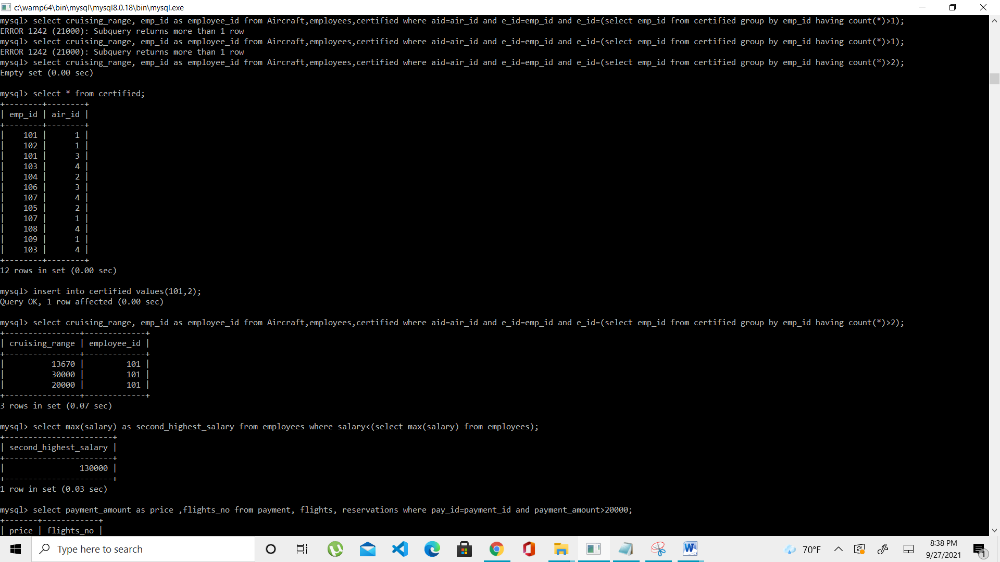 c:\wamp64\bin\mysql\mysql8.0.18\bin\mysql.exe
mysql> select cruising_range, emp_id as employee_id from Aircraft,employees,certified where aid=air_id and e_id=emp_id and e_id=(select emp_id from certified group by emp_id having count(*)>1);
ERROR 1242 (21000): Subquery returns more than 1 row
mysql> select cruising_range, emp_id as employee_id from Aircraft,employees,certified where aid=air_id and e_id=emp_id and e_id=(select emp_id from certified group by emp_id having count(*)>1);
ERROR 1242 (21000): Subquery returns more than 1 row
mysql> select cruising_range, emp_id as employee_id from Aircraft,employees,certified where aid=air_id and e_id=emp_id and e_id=(select emp_id from certified group by emp_id having count(*)>2);
Empty set (0.00 sec)
mysql> select * from certified;
+--------+--------+
| emp_id | air_id |
+--------+--------+
|    101 |      1 |
|    102 |      1 |
|    101 |      3 |
|    103 |      4 |
|    104 |      2 |
|    106 |      3 |
|    107 |      4 |
|    105 |      2 |
|    107 |      1 |
|    108 |      4 |
|    109 |      1 |
|    103 |      4 |
+--------+--------+
12 rows in set (0.00 sec)
mysql> insert into certified values(101,2);
Query OK, 1 row affected (0.00 sec)
mysql> select cruising_range, emp_id as employee_id from Aircraft,employees,certified where aid=air_id and e_id=emp_id and e_id=(select emp_id from certified group by emp_id having count(*)>2);
+----------------+-------------+
| cruising_range | employee_id |
+----------------+-------------+
|          13670 |         101 |
|          30000 |         101 |
|          20000 |         101 |
+----------------+-------------+
3 rows in set (0.07 sec)
mysql> select max(salary) as second_highest_salary from employees where salary<(select max(salary) from employees);
+-----------------------+
| second_highest_salary |
+-----------------------+
|                130000 |
+-----------------------+
1 row in set (0.03 sec)
mysql> select payment_amount as price ,flights_no from payment, flights, reservations where pay_id=payment_id and payment_amount>20000;
+-------+------------+
| price | flights_no |
Type here to search
70°F
8:38 PM
9/27/2021
1